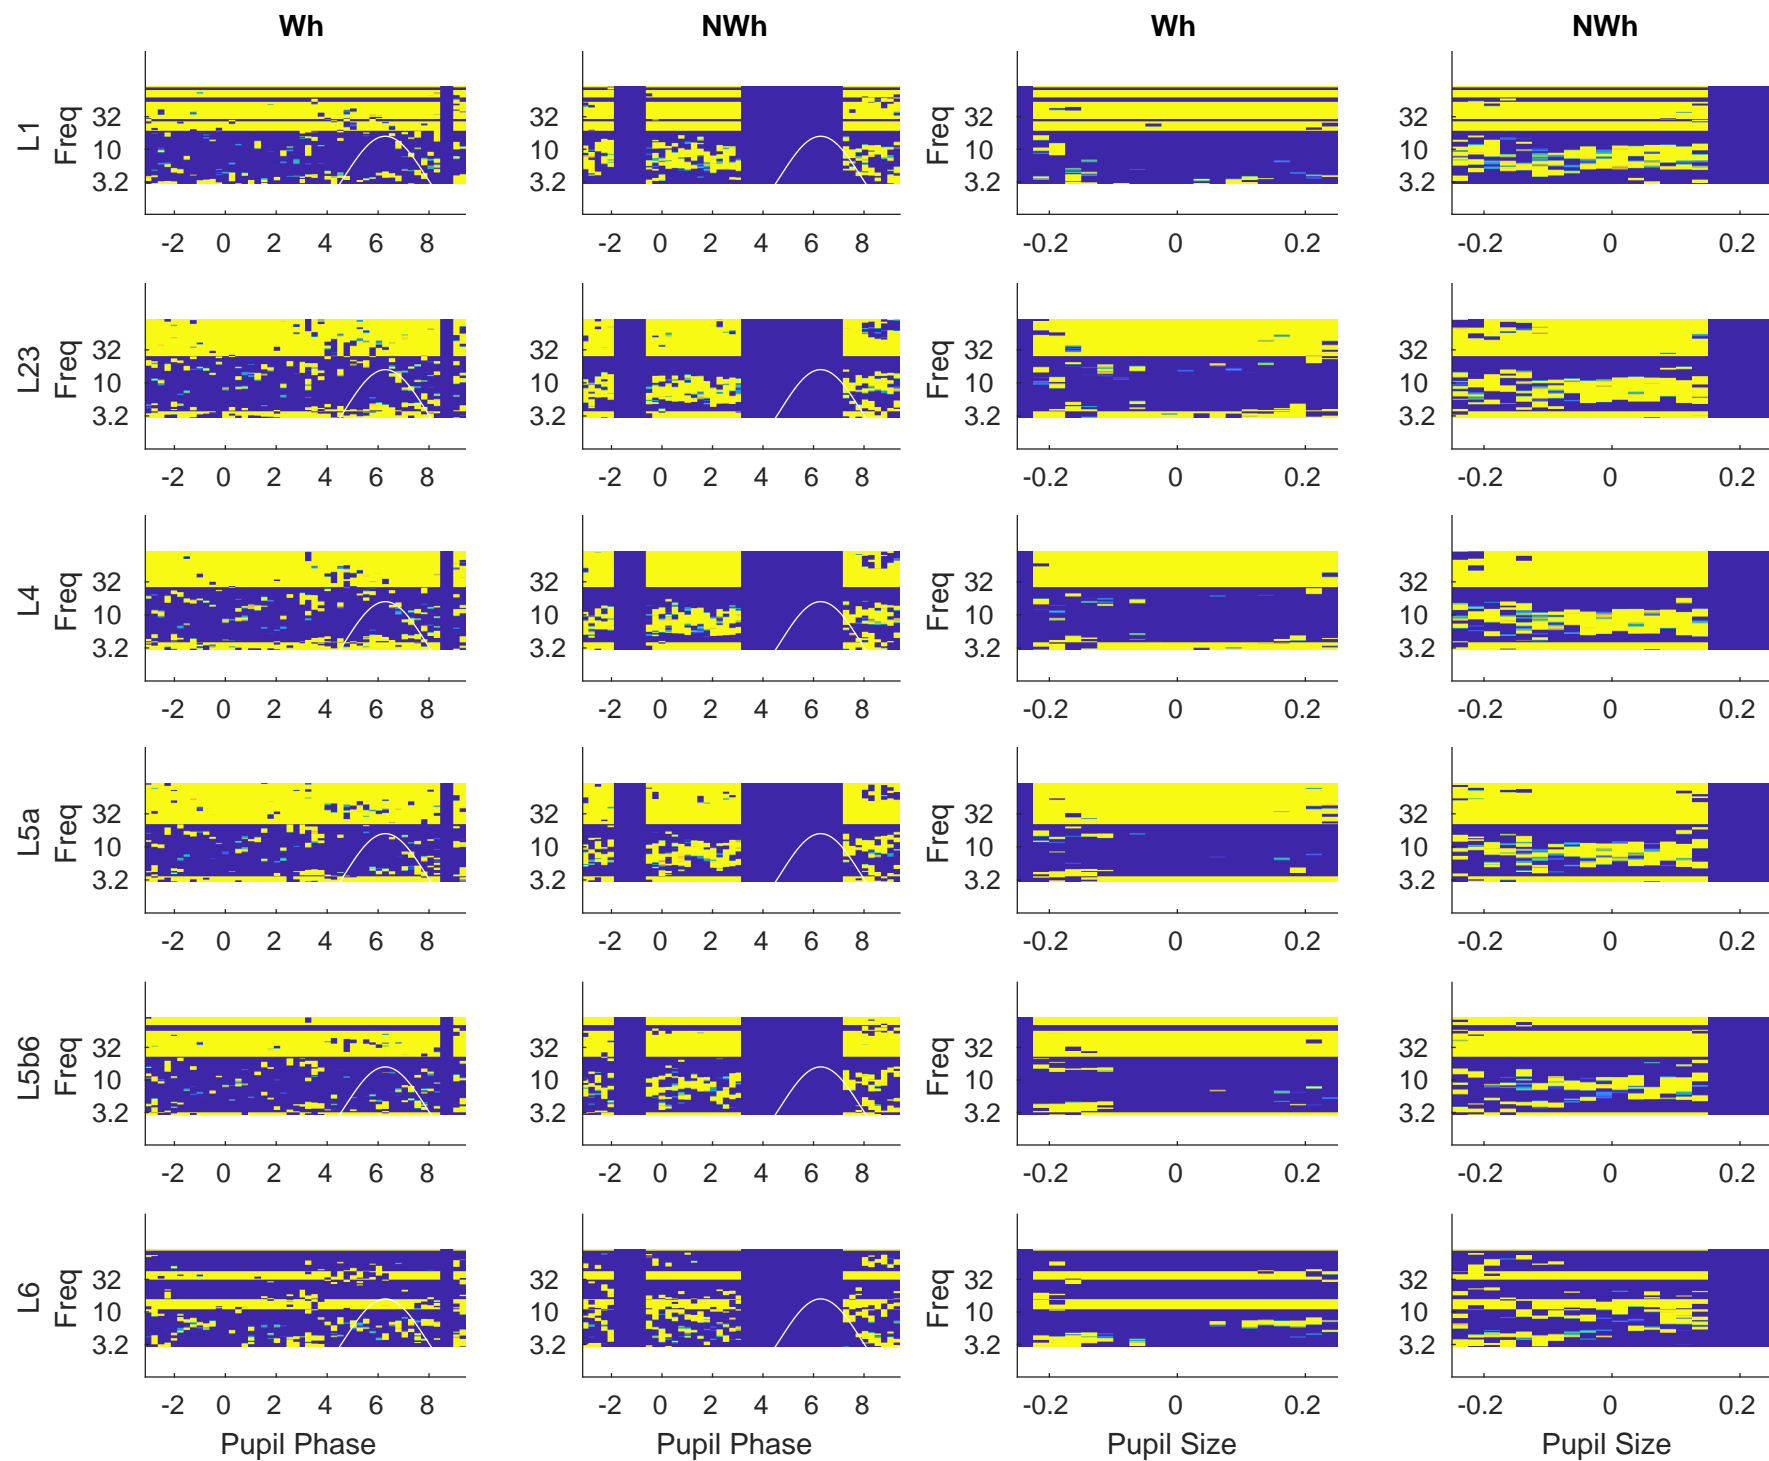 Wh NWh Wh NWh
L1 Freq 32 10 3.2 Freq 32 10 3.2 32 10 3.2
-2 0 2 4 6 8 -2 0 2 4 6 8 -0.2 0 0.2 -0.2 0 0.2
L23 Freq 32 10 3.2 32 10 3.2 Freq 32 10 3.2 32 10 3.2
-2 0 2 4 6 8 -2 0 2 4 6 8 -0.2 0 0.2 -0.2 0 0.2
L4 Freq 32 10 3.2 32 10 3.2 Freq 32 10 3.2 32 10 3.2
-2 0 2 4 6 8 -2 0 2 4 6 8 -0.2 0 0.2 -0.2 0 0.2
L5a Freq 32 10 3.2 32 10 3.2 Freq 32 10 3.2 32 10 3.2
-2 0 2 4 6 8 -2 0 2 4 6 8 -0.2 0 0.2 -0.2 0 0.2
L5b6 Freq 32 10 3.2 32 10 3.2 Freq 32 10 3.2 32 10 3.2
-2 0 2 4 6 8 -2 0 2 4 6 8 -0.2 0 0.2 -0.2 0 0.2
L6 Freq 32 10 3.2 32 10 3.2 Freq 32 10 3.2 32 10 3.2
-2 0 2 4 6 8 -2 0 2 4 6 8 -0.2 0 0.2 -0.2 0 0.2
Pupil Phase Pupil Phase Pupil Size Pupil Size